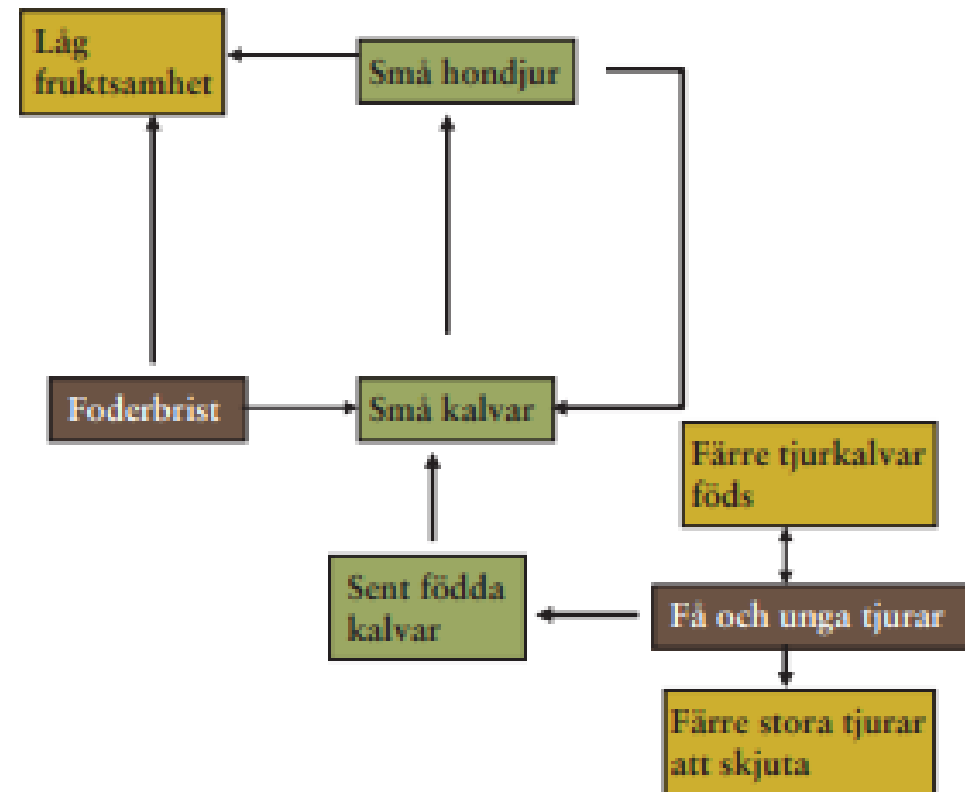 Låg
fruktsamhet
Små hondjur
Foderbrist
Små kalvar
Färre tjurkalvar
föds
Sent födda
kalvar
Få och unga tjurar
Färre stora tjurar
att skjuta